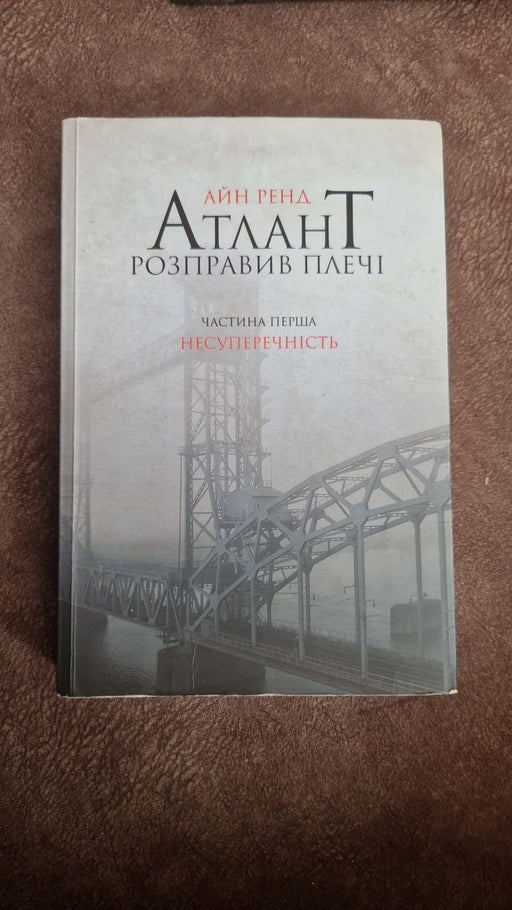 АЙН РЕНД
АТЛАНТ
РОЗПРАВИВ ПЛЕЧІ
ЧАСТИНА ПЕРША
НЕСУПЕРЕЧНІСТЬ